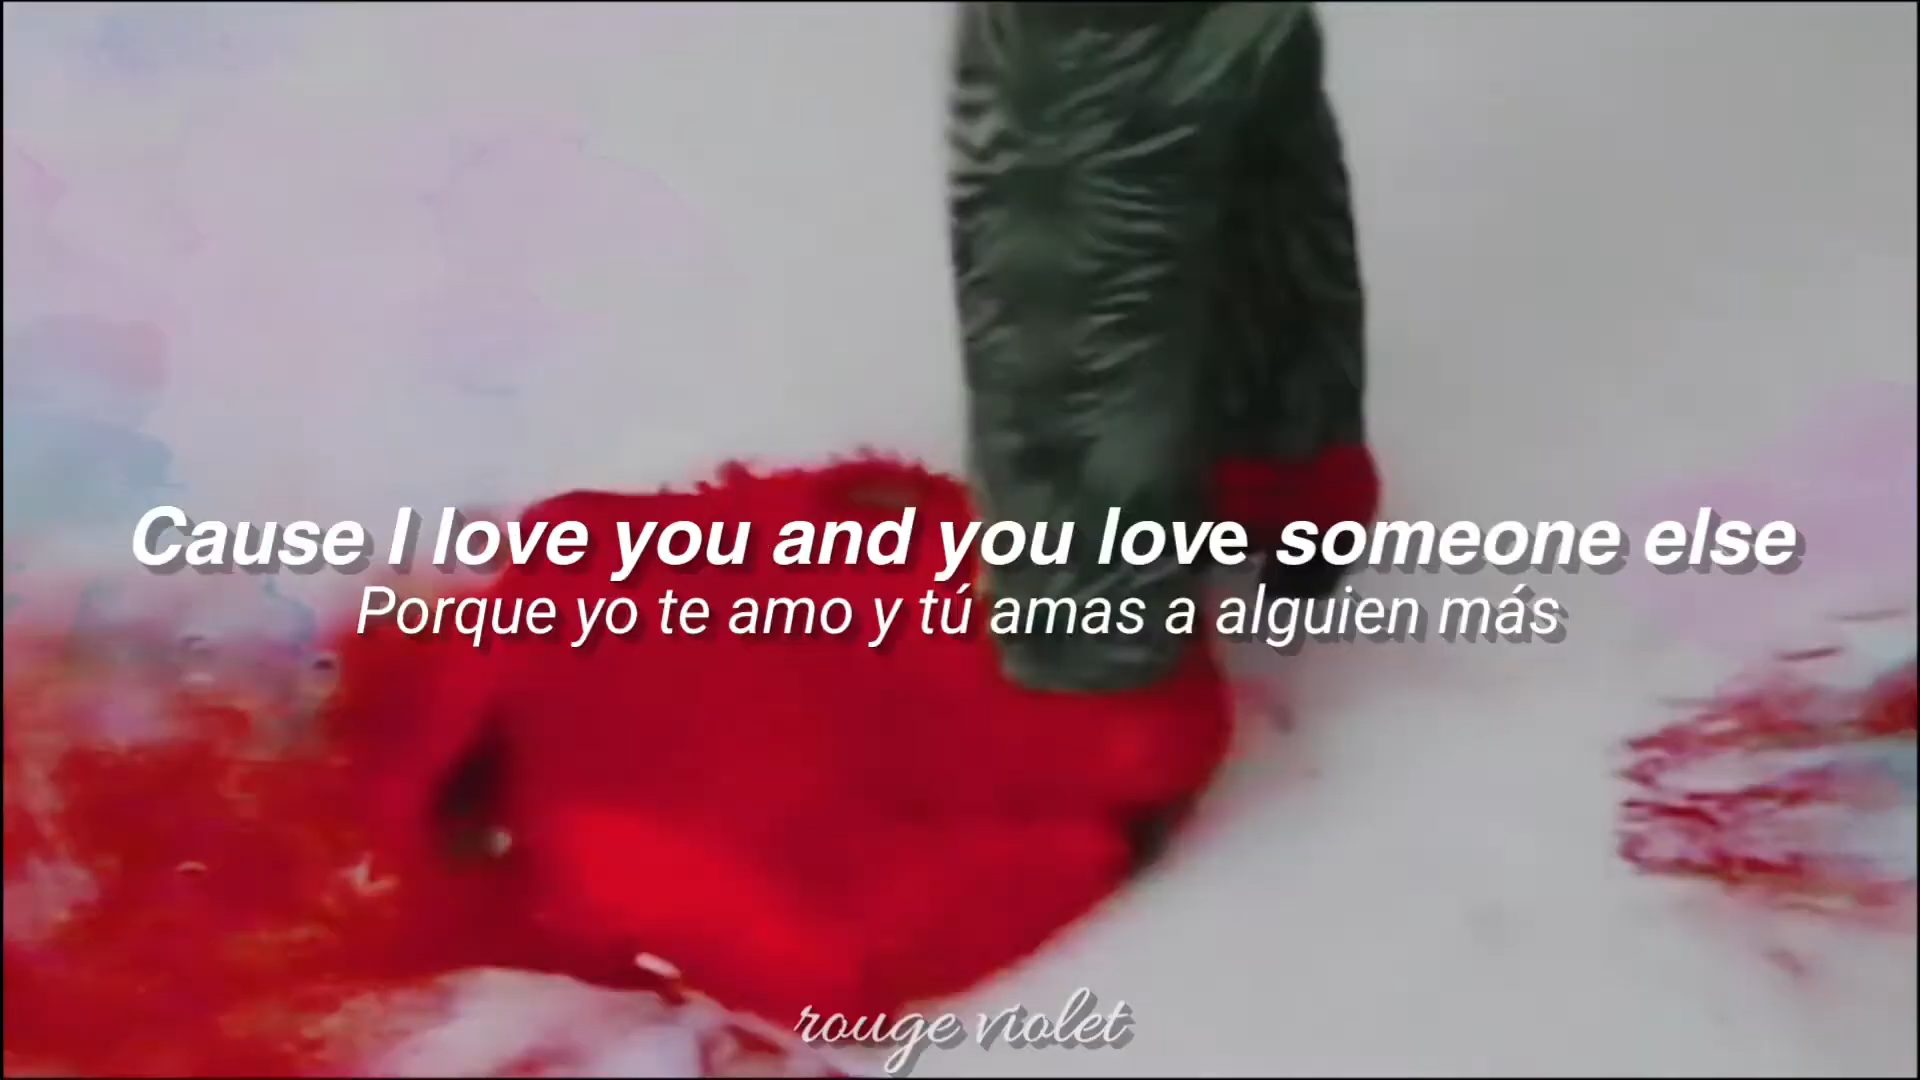 Cause I love you and you love someone else
Porque yo te amo y tú amas a alguien más
rouge violet